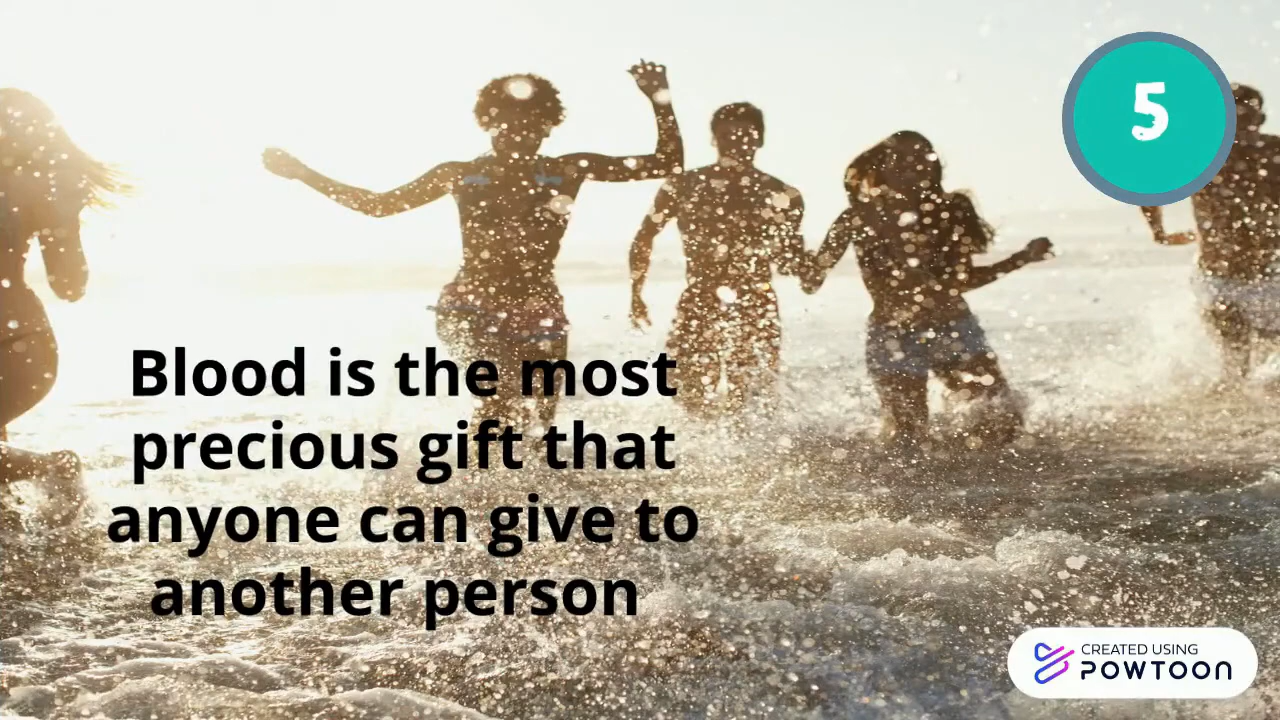 5
Blood is the most
precious gift that
anyone can give to
another person
CREATED USING
POWTOON